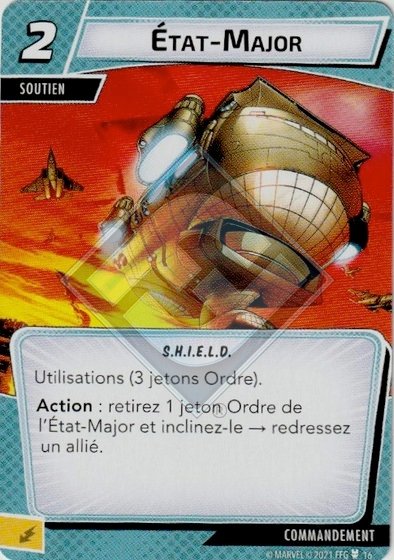 2
ÉTAT-MAJOR
SOUTIEN
S.H.I.E.L.D.
Utilisations (3 jetons Ordre).
Action : retirez 1 jeton Ordre de
l'État-Major et inclinez-le → redressez
un allié.
COMMANDEMENT
© MARVEL © 2021 FFG 16